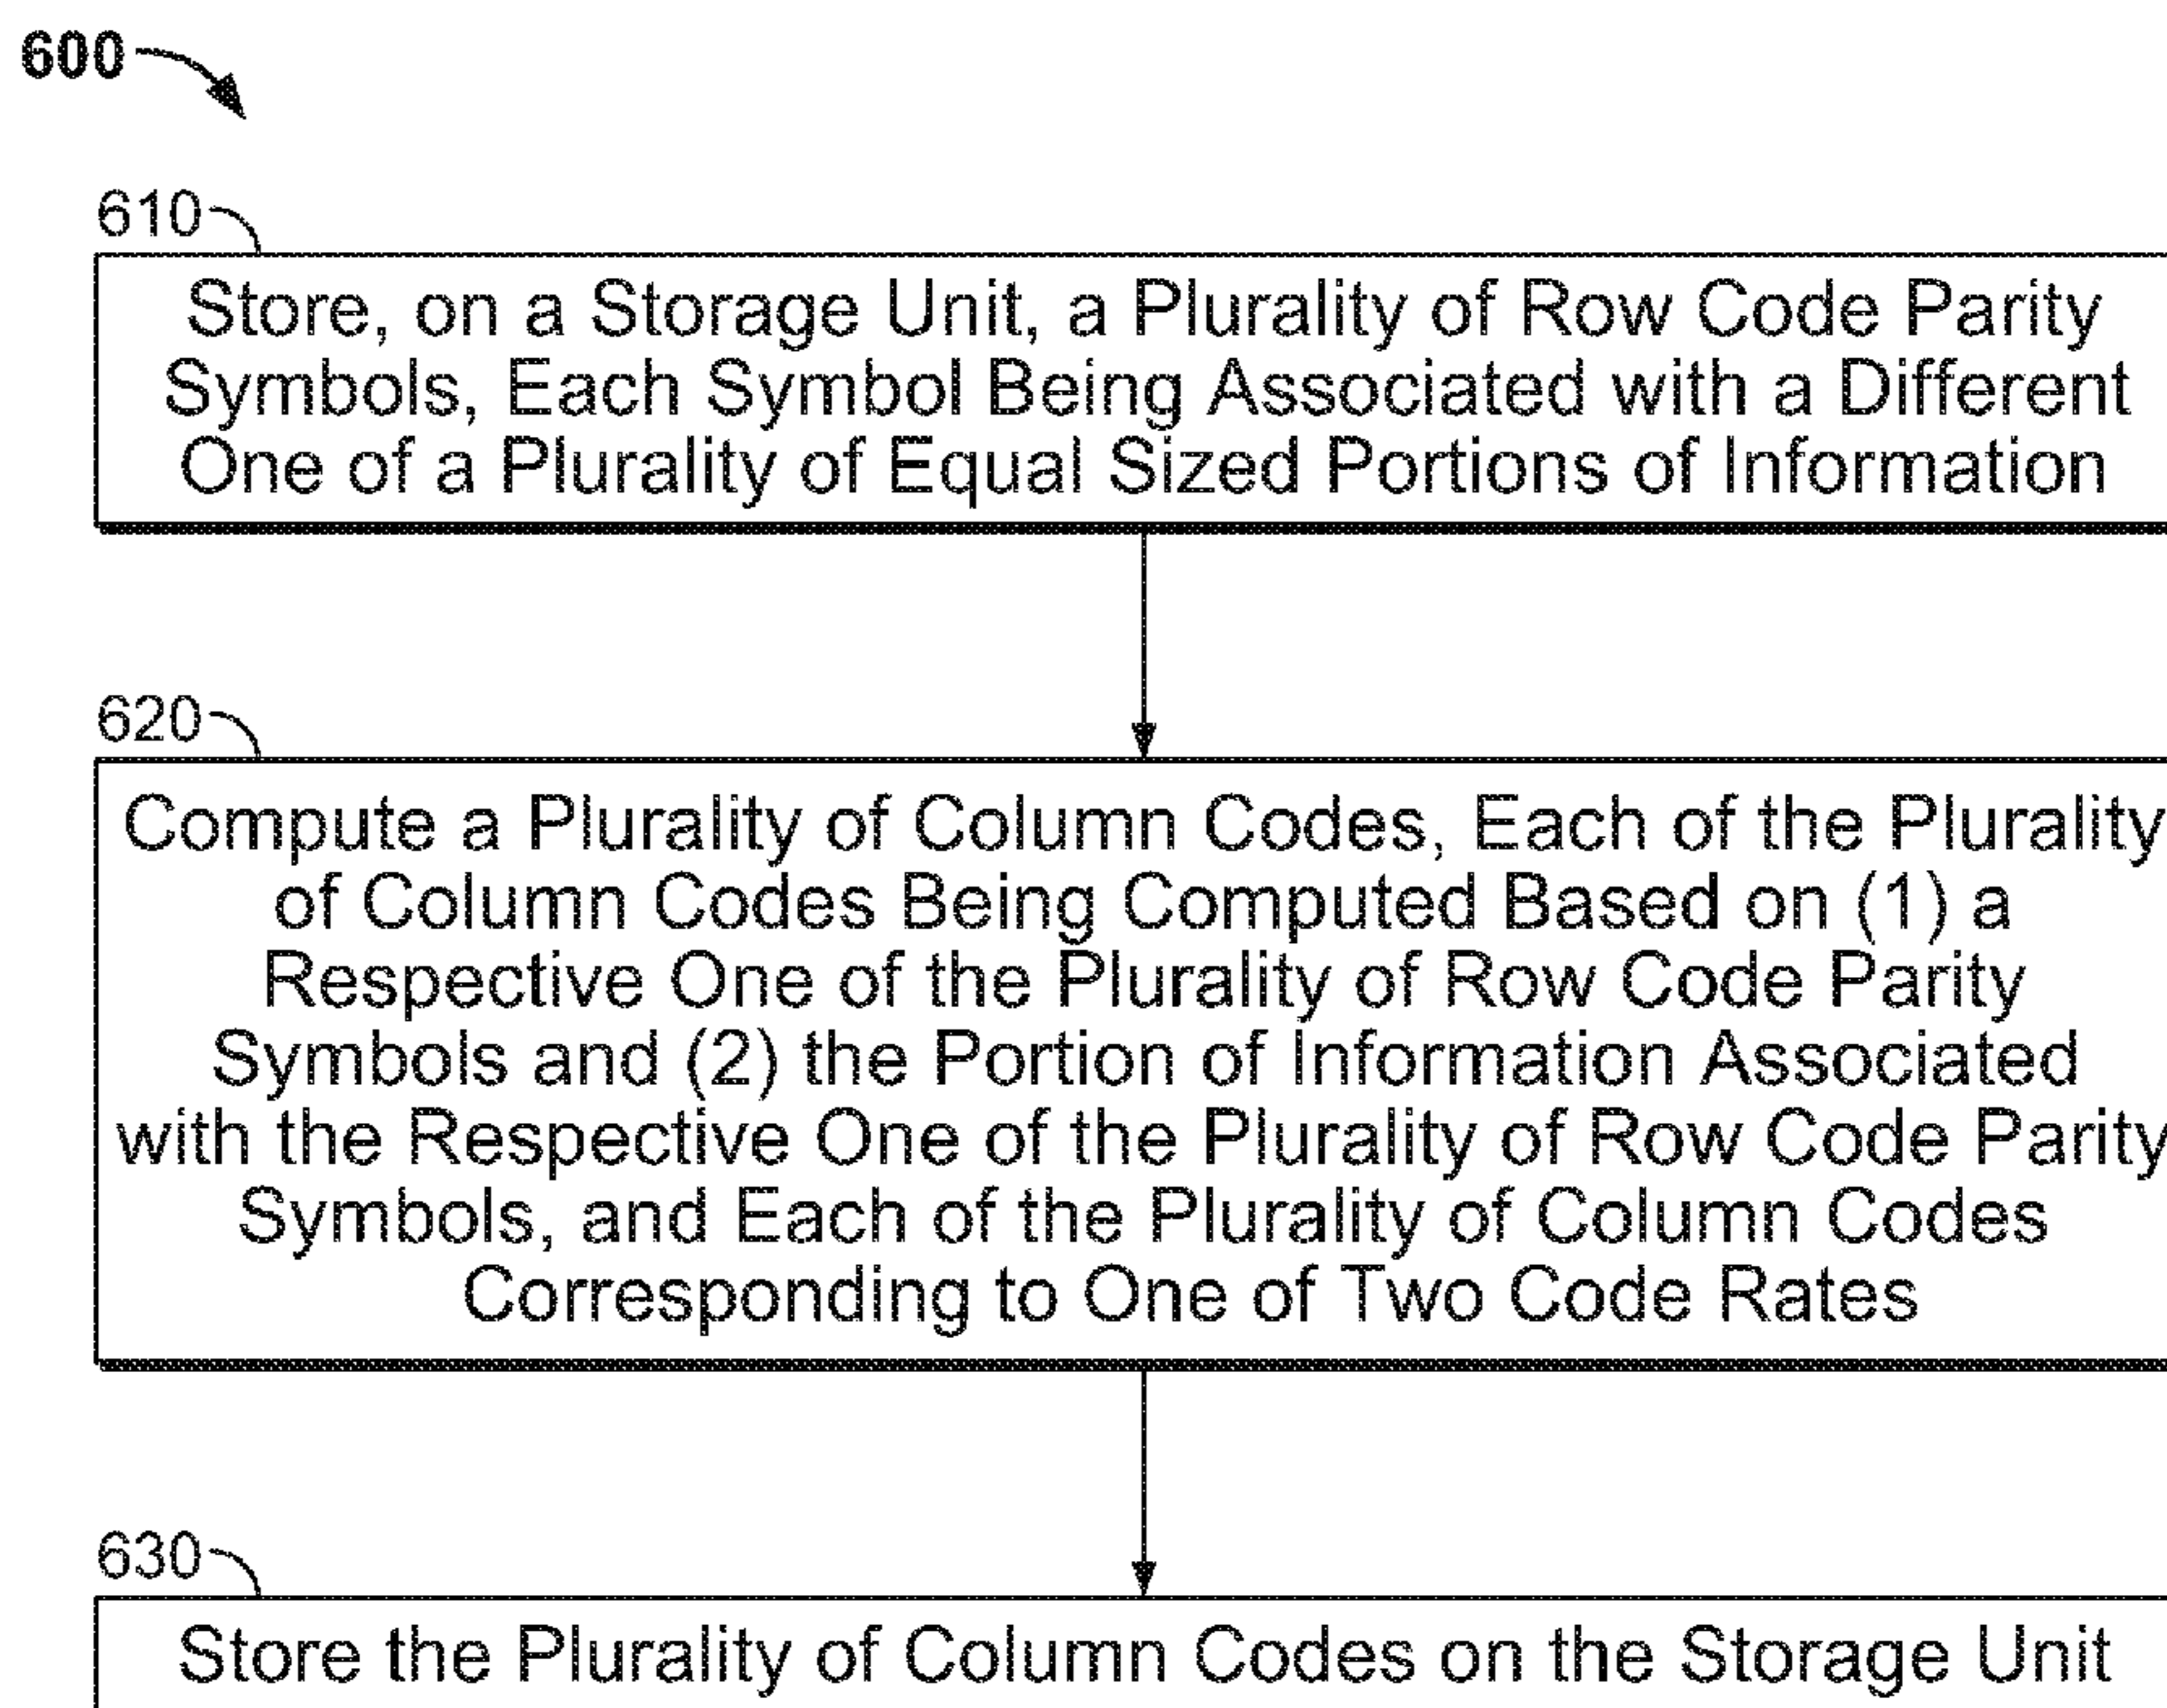 600
610
Store, on a Storage Unit, a Plurality of Row Code Parity
Symbols, Each Symbol Being Associated with a Different
One of a Plurality of Equal Sized Portions of Information
620
Compute a Plurality of Column Codes, Each of the Plurality
of Column Codes Being Computed Based on (1) a
Respective One of the Plurality of Row Code Parity
Symbols and (2) the Portion of Information Associated
with the Respective One of the Plurality of Row Code Parity
Symbols, and Each of the Plurality of Column Codes
Corresponding to One of Two Code Rates
630
Store the Plurality of Column Codes on the Storage Unit